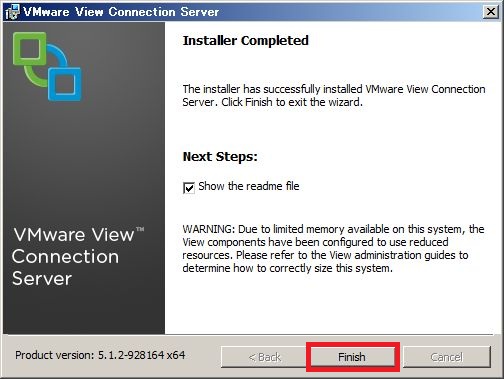 VMware View Connection Server
Installer Completed
The installer has successfully installed VMware View Connection
Server. Click Finish to exit the wizard.
Next Steps:
Show the readme file
WARNING: Due to limited memory available on this system, the
View components have been configured to use reduced
resources. Please refer to the View administration guides to
determine how to correctly size this system.
VMware View™
Connection
Server
Product version: 5.1.2-928164 x64
< Back
Finish
Cancel